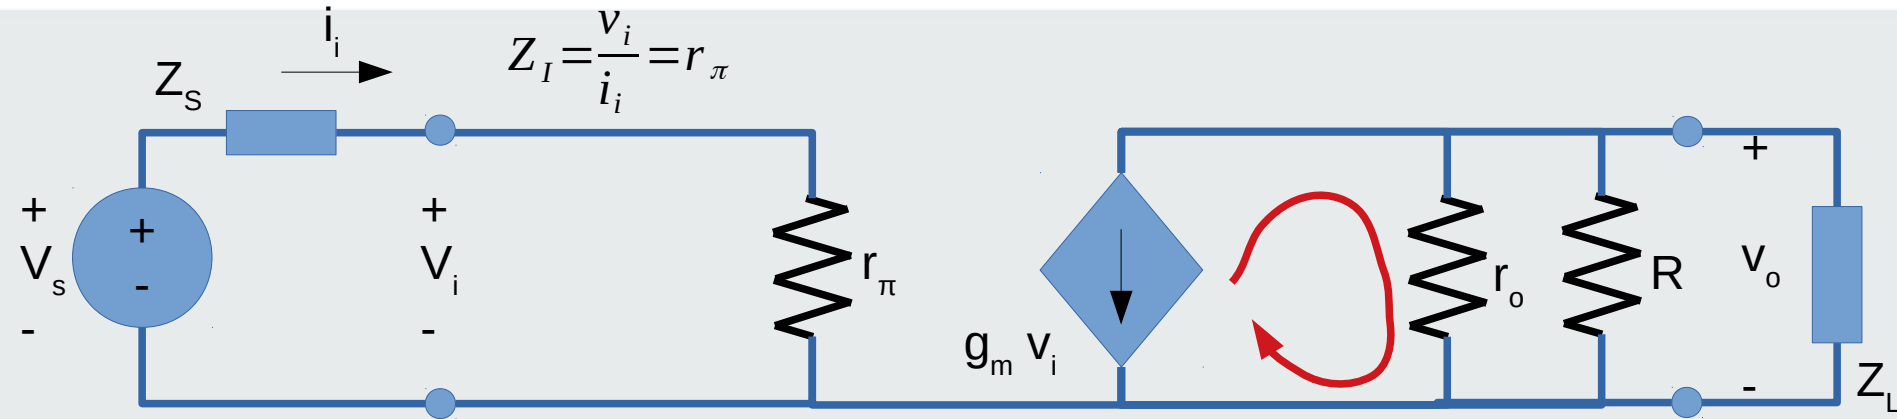 i_i
Z_I = v_i / i_i = r_π
Z_S
+
V_s
-
+
-
+
V_i
-
r_π
g_m v_i
r_o
R
+
v_o
-
Z_L